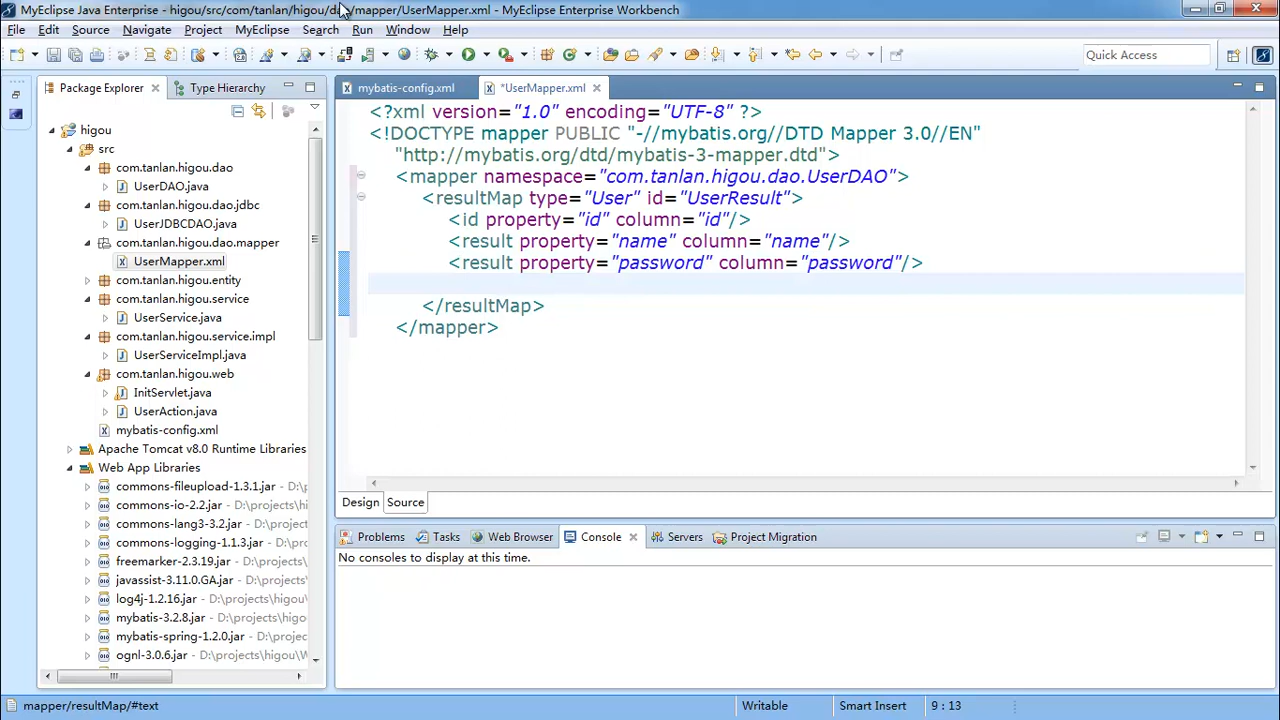 MyEclipse Java Enterprise - higou/src/com/tanlan/higou/dao/mapper/UserMapper.xml - MyEclipse Enterprise Workbench
File Edit Source Navigate Project MyEclipse Search Run Window Help
Quick Access
Package Explorer Type Hierarchy
higou
src
com.tanlan.higou.dao
UserDAO.java
com.tanlan.higou.dao.jdbc
UserJDBCDAO.java
com.tanlan.higou.dao.mapper
UserMapper.xml
com.tanlan.higou.entity
com.tanlan.higou.service
UserService.java
com.tanlan.higou.service.impl
UserServiceImpl.java
com.tanlan.higou.web
InitServlet.java
UserAction.java
mybatis-config.xml
Apache Tomcat v8.0 Runtime Libraries
Web App Libraries
commons-fileupload-1.3.1.jar - D:\p
commons-io-2.2.jar - D:\projects\hig
commons-lang3-3.2.jar - D:\projects
commons-logging-1.1.3.jar - D:\proj
freemarker-2.3.19.jar - D:\projects\h
javassist-3.11.0.GA.jar - D:\projects\
log4j-1.2.16.jar - D:\projects\higou\
mybatis-3.2.8.jar - D:\projects\higou
mybatis-spring-1.2.0.jar - D:\project
ognl-3.0.6.jar - D:\projects\higou\W
mybatis-config.xml *UserMapper.xml
<?xml version="1.0" encoding="UTF-8" ?>
<!DOCTYPE mapper PUBLIC "-//mybatis.org//DTD Mapper 3.0//EN"
"http://mybatis.org/dtd/mybatis-3-mapper.dtd">
<mapper namespace="com.tanlan.higou.dao.UserDAO">
<resultMap type="User" id="UserResult">
<id property="id" column="id"/>
<result property="name" column="name"/>
<result property="password" column="password"/>
</resultMap>
</mapper>
Design Source
Problems Tasks Web Browser Console Servers Project Migration
No consoles to display at this time.
mapper/resultMap/#text Writable Smart Insert 9 : 13